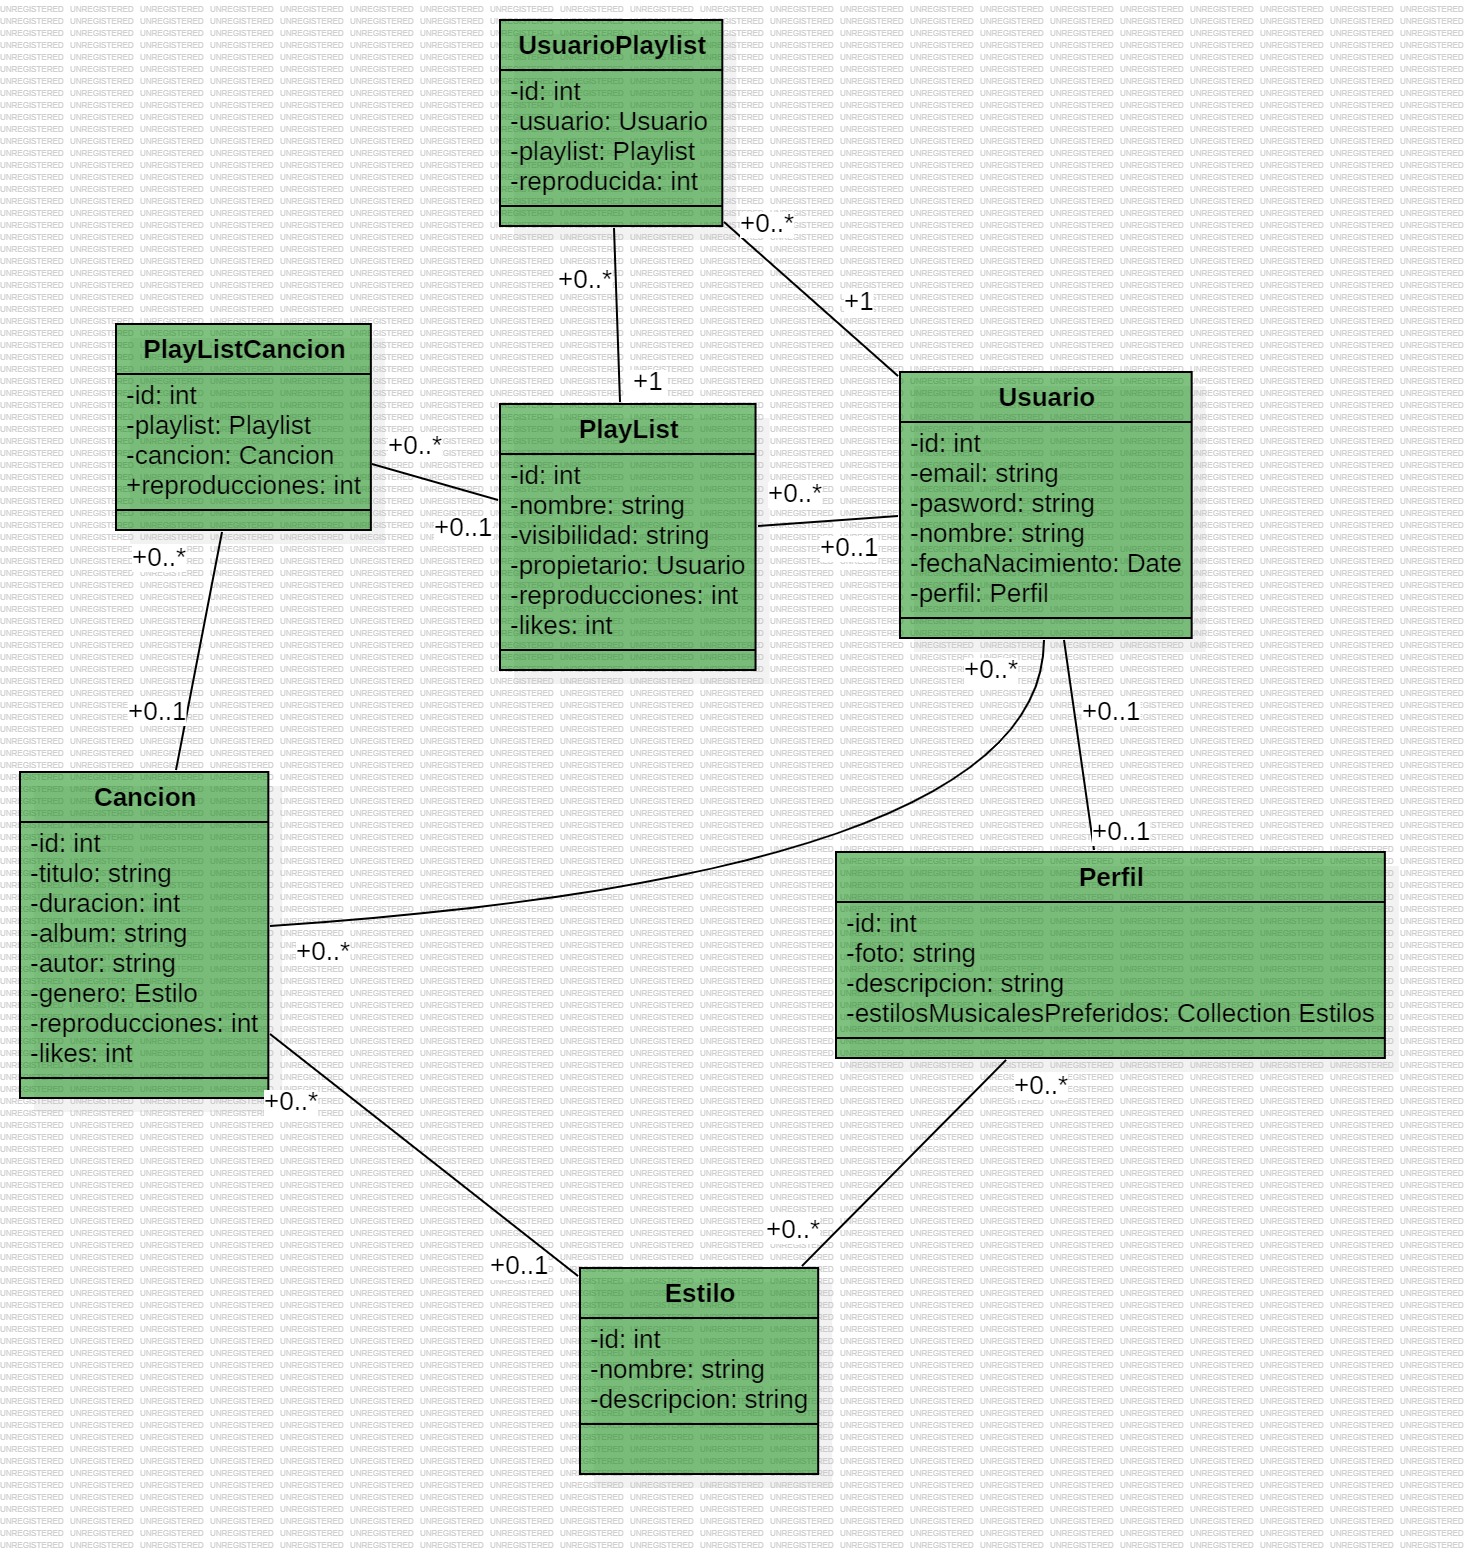 UsuarioPlaylist
-id: int
-usuario: Usuario
-playlist: Playlist
-reproducida: int
+0..*
+0..*
+1
+1
PlayListCancion
-id: int
-playlist: Playlist
-cancion: Cancion
+reproducciones: int
+0..*
+0..1
PlayList
-id: int
-nombre: string
-visibilidad: string
-propietario: Usuario
-reproducciones: int
-likes: int
+0..*
+0..1
Usuario
-id: int
-email: string
-pasword: string
-nombre: string
-fechaNacimiento: Date
-perfil: Perfil
+0..*
+0..1
+0..*
+0..1
+0..1
Cancion
-id: int
-titulo: string
-duracion: int
-album: string
-autor: string
-genero: Estilo
-reproducciones: int
-likes: int
+0..*
+0..*
Perfil
-id: int
-foto: string
-descripcion: string
-estilosMusicalesPreferidos: Collection Estilos
+0..*
+0..*
+0..1
Estilo
-id: int
-nombre: string
-descripcion: string
UNREGISTERED